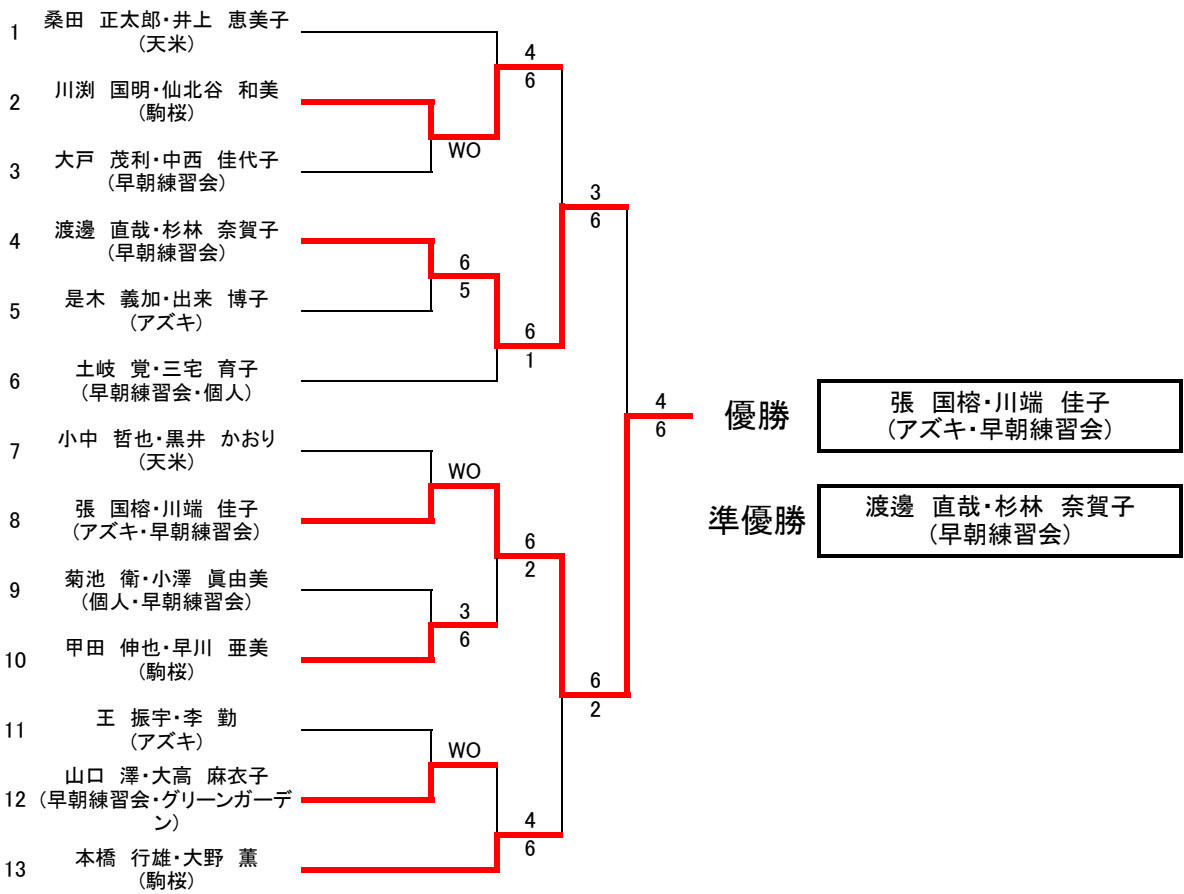 1
桑田　正太郎・井上　恵美子
(天米)
2
川渕　国明・仙北谷　和美
(駒桜)
3
大戸　茂利・中西　佳代子
(早朝練習会)
4
渡邊　直哉・杉林　奈賀子
(早朝練習会)
5
是木　義加・出来　博子
(アズキ)
6
土岐　覚・三宅　育子
(早朝練習会・個人)
7
小中　哲也・黒井　かおり
(天米)
8
張　国榕・川端　佳子
(アズキ・早朝練習会)
9
菊池　衛・小澤　眞由美
(個人・早朝練習会)
10
甲田　伸也・早川　亜美
(駒桜)
11
王　振宇・李　勤
(アズキ)
12
山口　澤・大高　麻衣子
(早朝練習会・グリーンガーデ
ン)
13
本橋　行雄・大野　薫
(駒桜)
WO
6
5
WO
3
6
WO
4
6
6
1
6
2
4
6
3
6
6
2
4
6
優勝
張　国榕・川端　佳子
(アズキ・早朝練習会)
準優勝
渡邊　直哉・杉林　奈賀子
(早朝練習会)